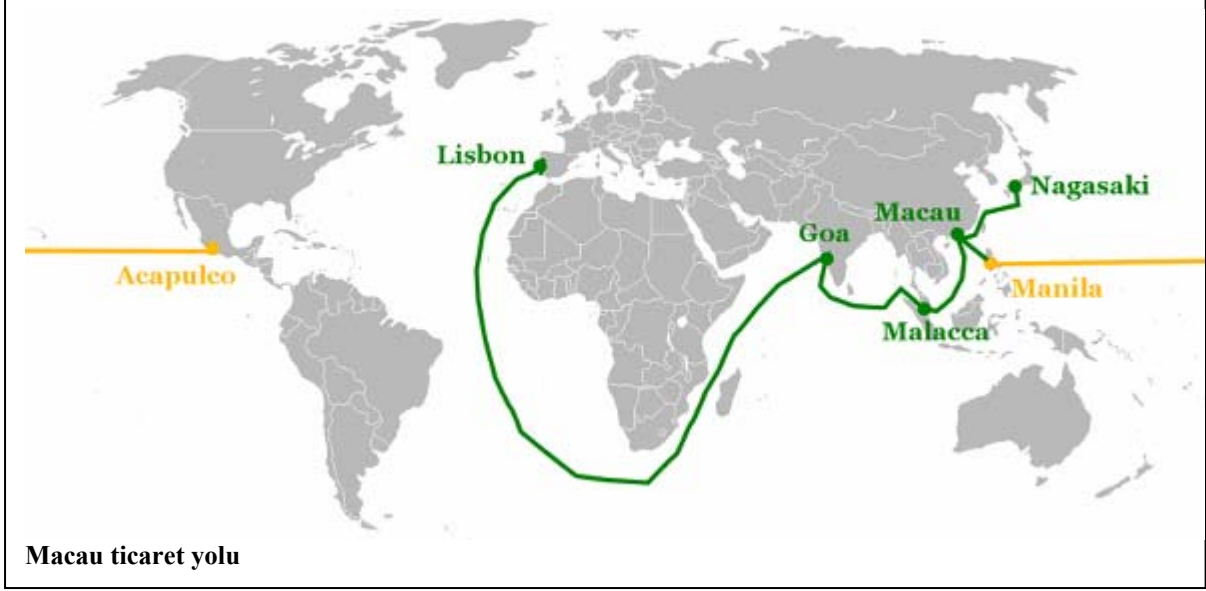 Lisbon
Nagasaki
Macau
Goa
Acapulco
Manila
Malacca
Macau ticaret yolu